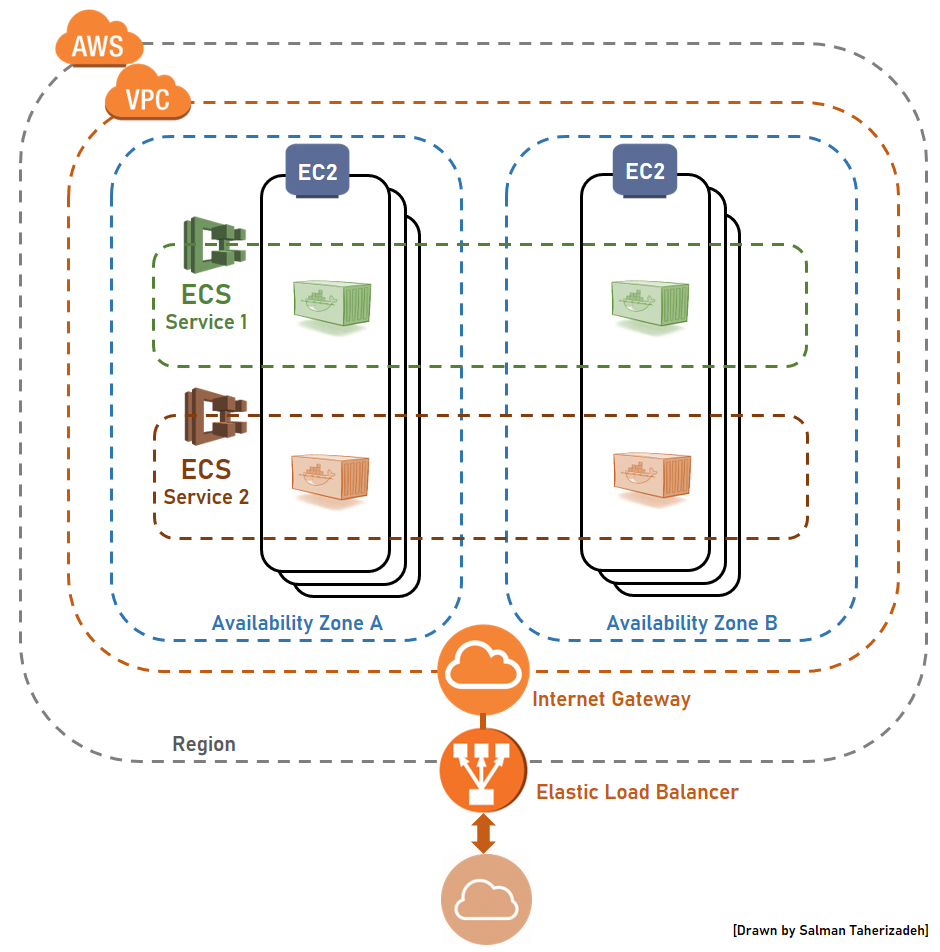 AWS
VPC
EC2
EC2
ECS
Service 1
ECS
Service 2
Availability Zone A
Availability Zone B
Internet Gateway
Region
Elastic Load Balancer
[Drawn by Salman Taherizadeh]